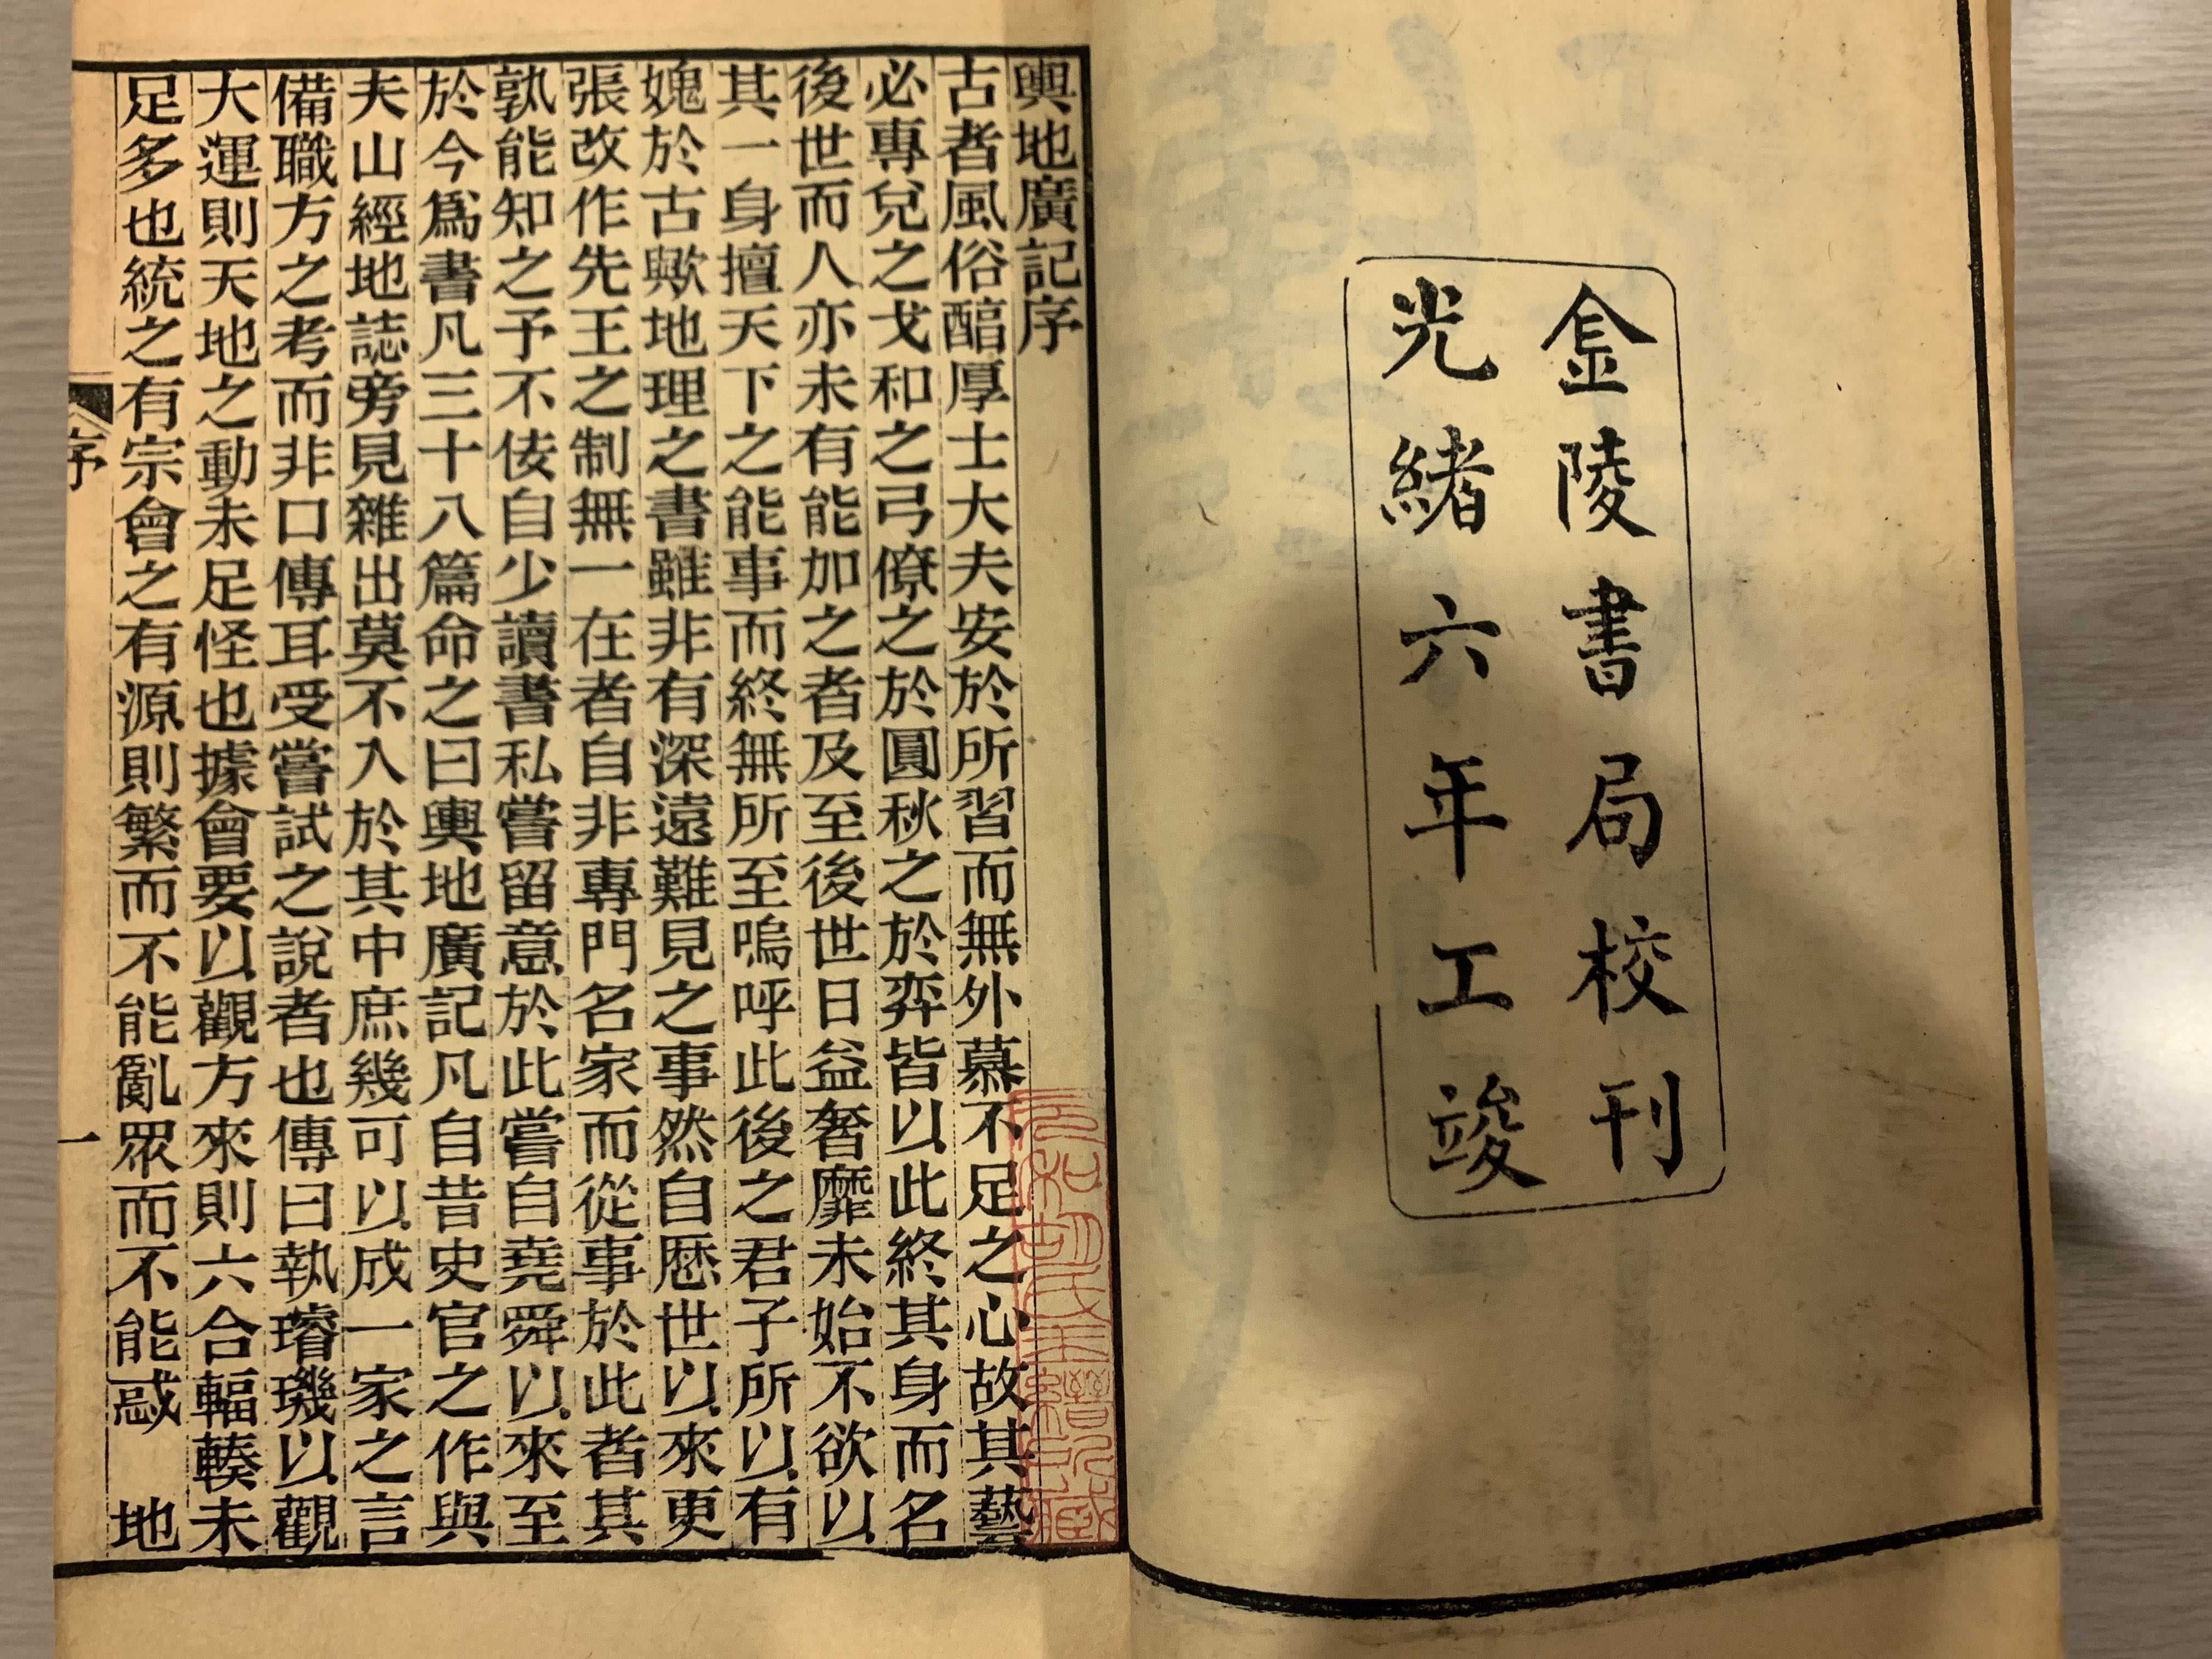 金陵書局校刊
光緒六年工竣
輿地廣記序
古者風俗醕厚士大夫安於所習而無外慕不足之心故其藝
必專兌之戈和之弓僚之於圓秋之於弈皆以此終其身而名
後世而人亦未有能加之者及至後世日益奢靡未始不欲以
其一身擅天下之能事而終無所至嗚呼此後之君子所以有
媿於古歟地理之書雖非有深遠難見之事然自厯世以來更
張改作先王之制無一在者自非專門名家而從事於此者其
孰能知之予不佞自少讀書私嘗留意於此嘗自堯舜以來至
於今爲書凡三十八篇命之曰輿地廣記凡自昔史官之作與
夫山經地誌旁見雜出莫不入於其中庶幾可以成一家之言
備職方之考而非口傳耳受嘗試之說者也傳曰執璿璣以觀
大運則天地之動未足怪也據會要以觀方來則六合輻輳未
足多也統之有宗會之有源則繁而不能亂眾而不能惑 地
序
一